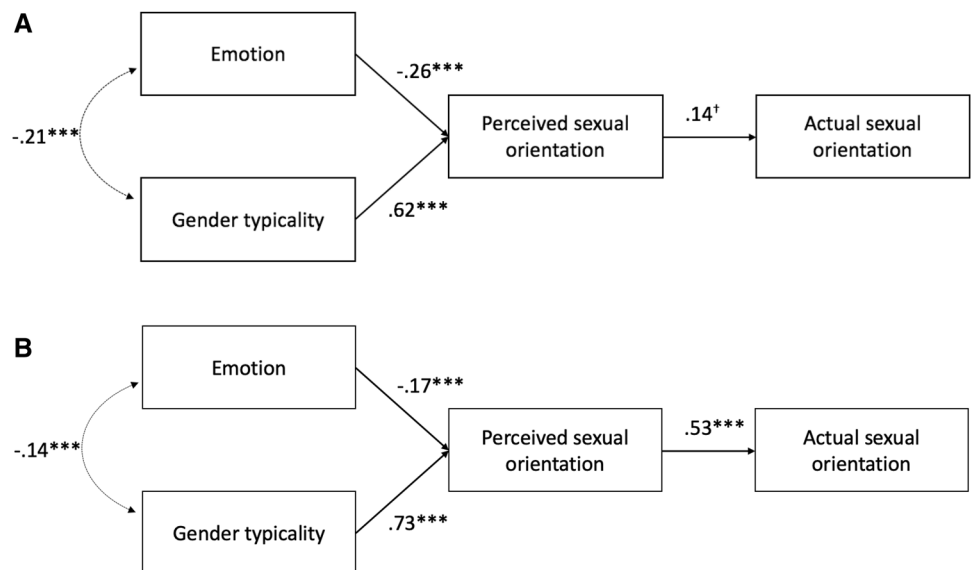 A
Emotion
-.26***
-.21***
Perceived sexual
orientation
.14†
Actual sexual
orientation
Gender typicality
.62***
B
Emotion
-.17***
-.14***
Perceived sexual
orientation
.53***
Actual sexual
orientation
Gender typicality
.73***